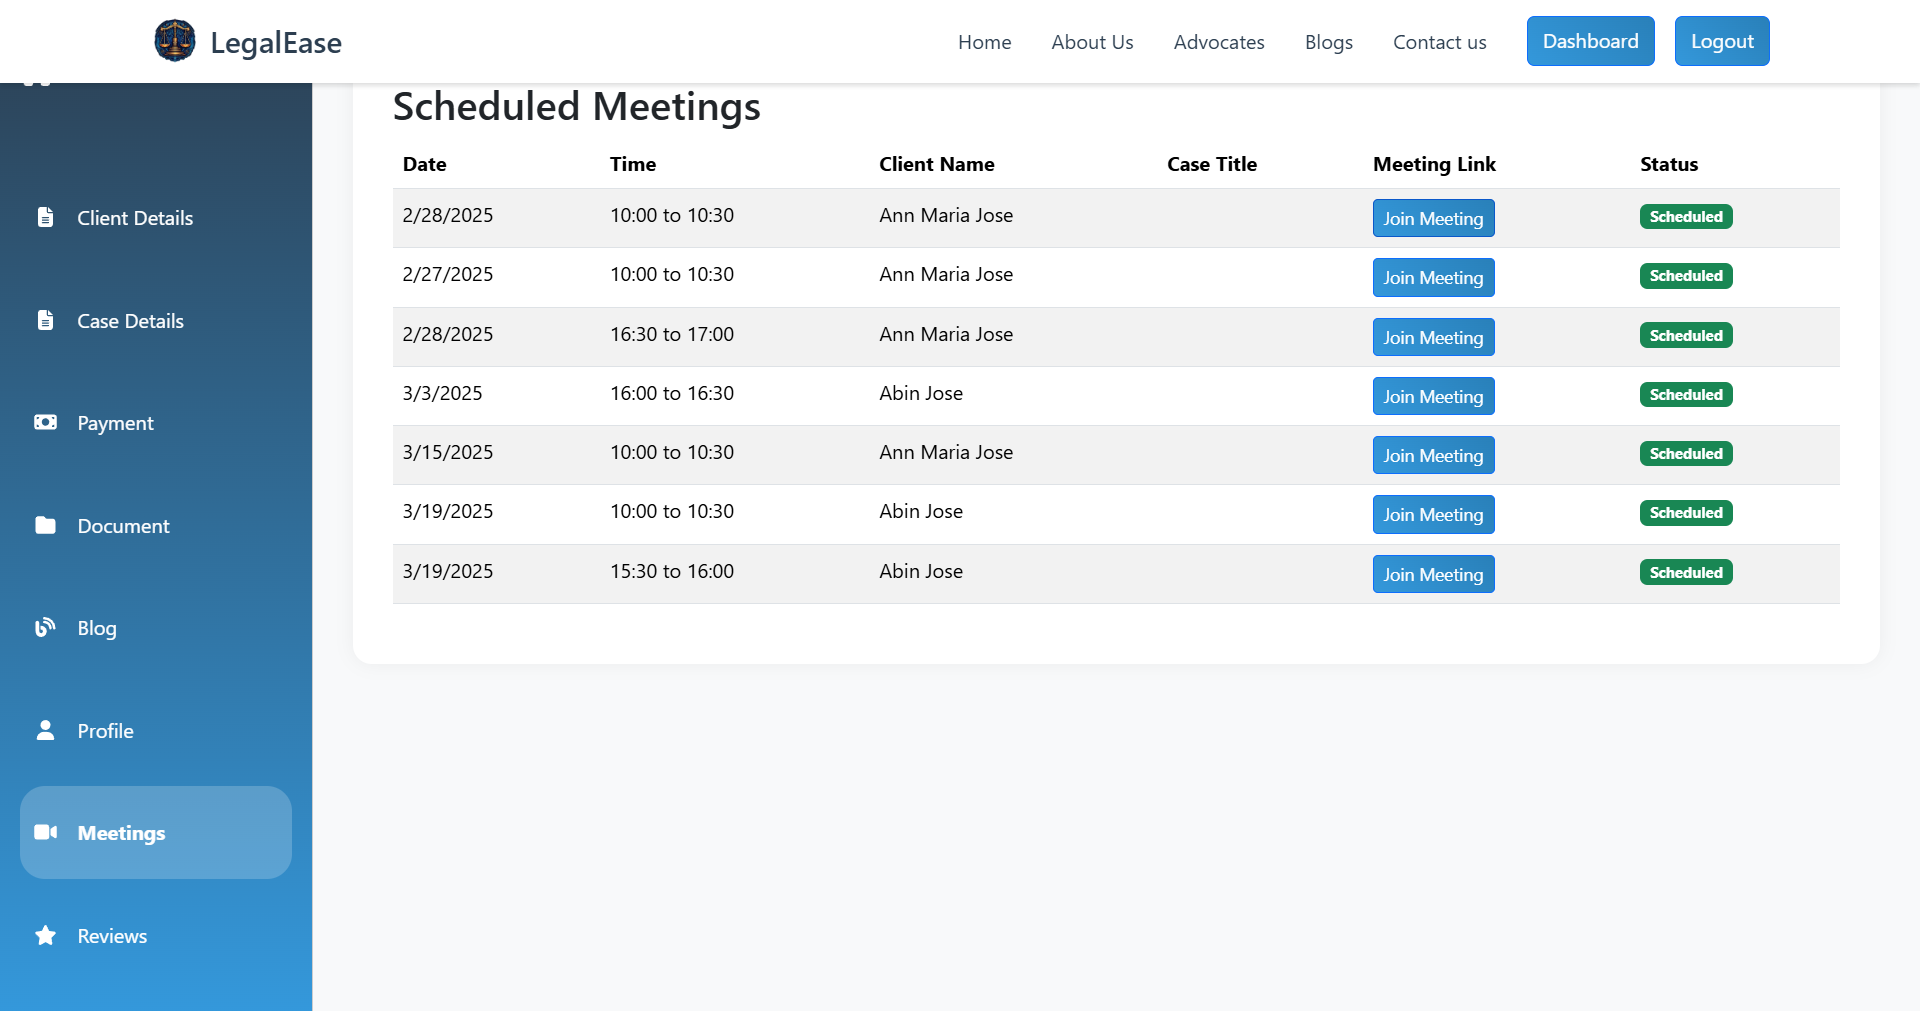 LegalEase
Home About Us Advocates Blogs Contact us Dashboard Logout
Client Details
Case Details
Payment
Document
Blog
Profile
Meetings
Reviews
Scheduled Meetings
Date Time Client Name Case Title Meeting Link Status
2/28/2025 10:00 to 10:30 Ann Maria Jose Join Meeting Scheduled
2/27/2025 10:00 to 10:30 Ann Maria Jose Join Meeting Scheduled
2/28/2025 16:30 to 17:00 Ann Maria Jose Join Meeting Scheduled
3/3/2025 16:00 to 16:30 Abin Jose Join Meeting Scheduled
3/15/2025 10:00 to 10:30 Ann Maria Jose Join Meeting Scheduled
3/19/2025 10:00 to 10:30 Abin Jose Join Meeting Scheduled
3/19/2025 15:30 to 16:00 Abin Jose Join Meeting Scheduled